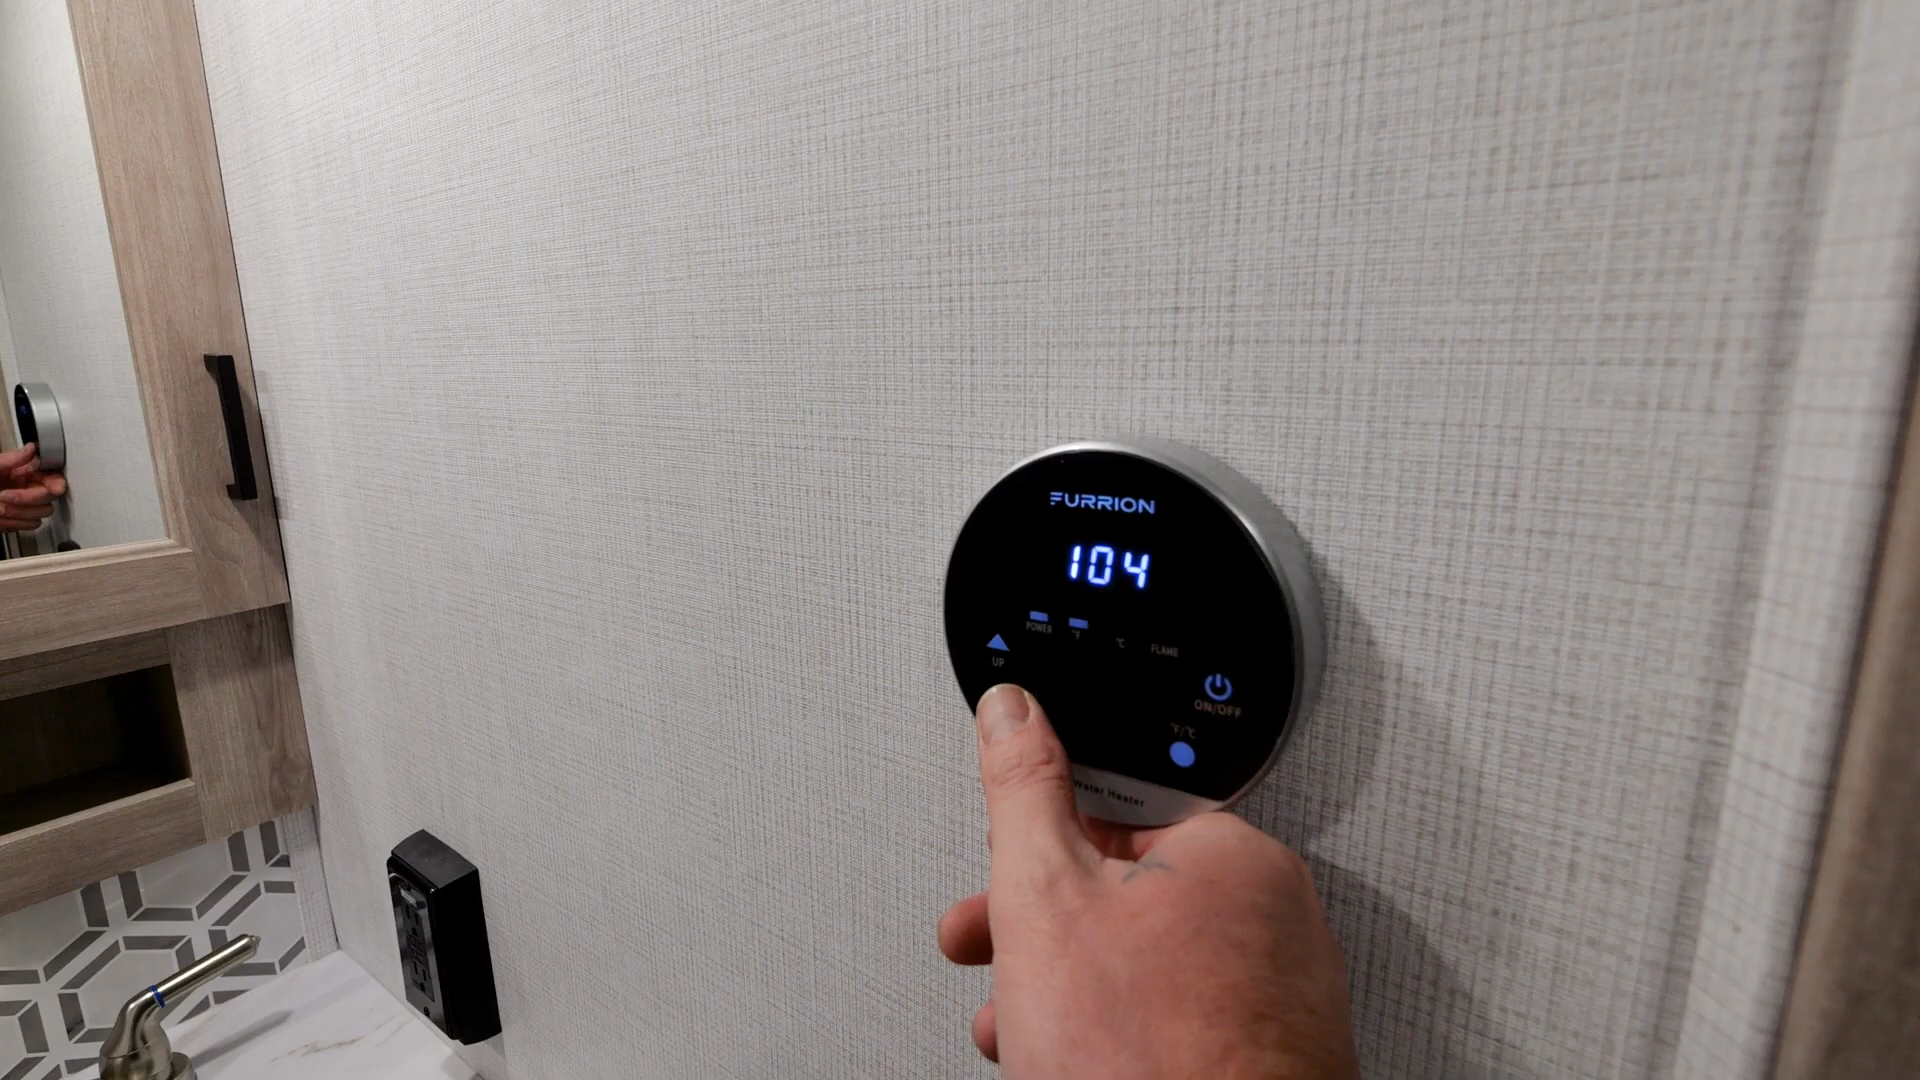 FURRION
104
POWER °F °C FLAME
UP
ON/OFF
°F/°C
Water Heater